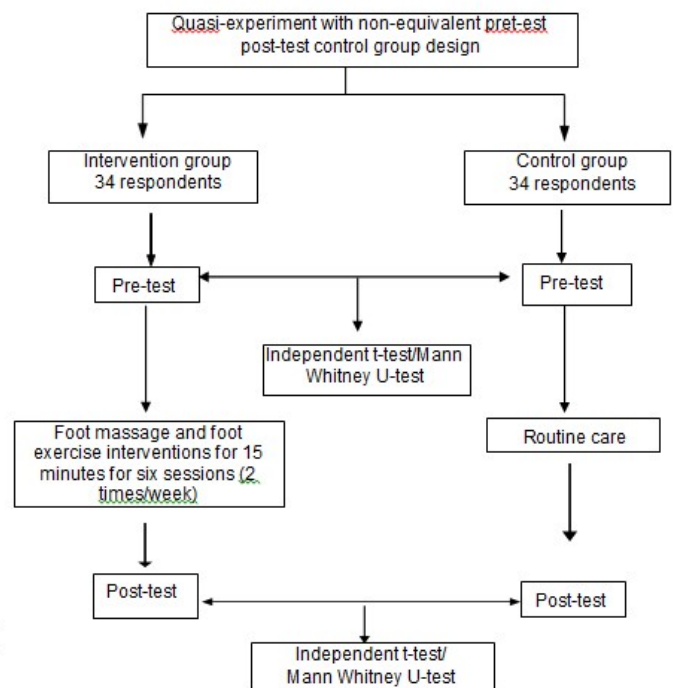 Quasi-experiment with non-equivalent pret-est
post-test control group design
Intervention group
34 respondents
Control group
34 respondents
Pre-test
Pre-test
Independent t-test/Mann
Whitney U-test
Foot massage and foot
exercise interventions for 15
minutes for six sessions (2
times/week)
Routine care
Post-test
Post-test
Independent t-test/
Mann Whitney U-test